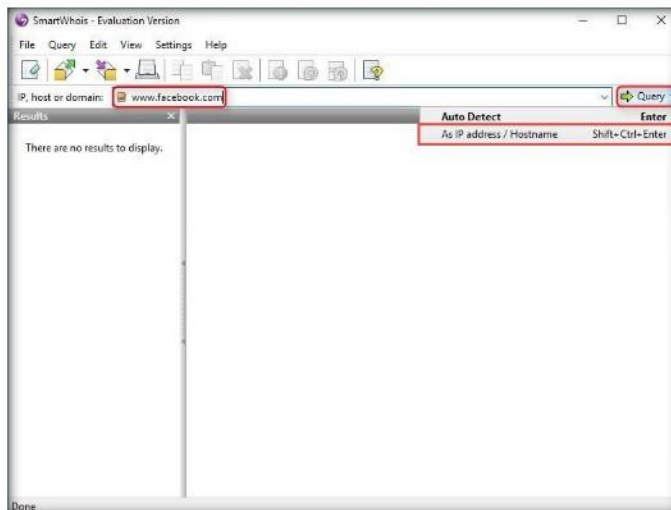 SmartWhois - Evaluation Version
File Query Edit View Settings Help
IP, host or domain: www.facebook.com Query
Results
Auto Detect Enter
As IP address / Hostname Shift+Ctrl+Enter
There are no results to display.
Done